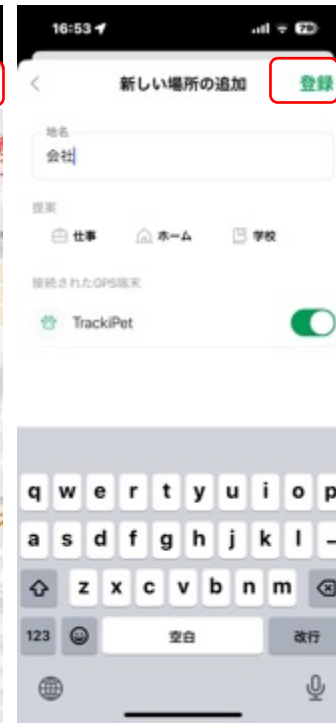 16:53
79
新しい場所の追加
登録
地名
会社
提案
仕事 ホーム 学校
接続されたGPS端末
TrackiPet
q w e r t y u i o p
a s d f g h j k l -
z x c v b n m
123 空白 改行